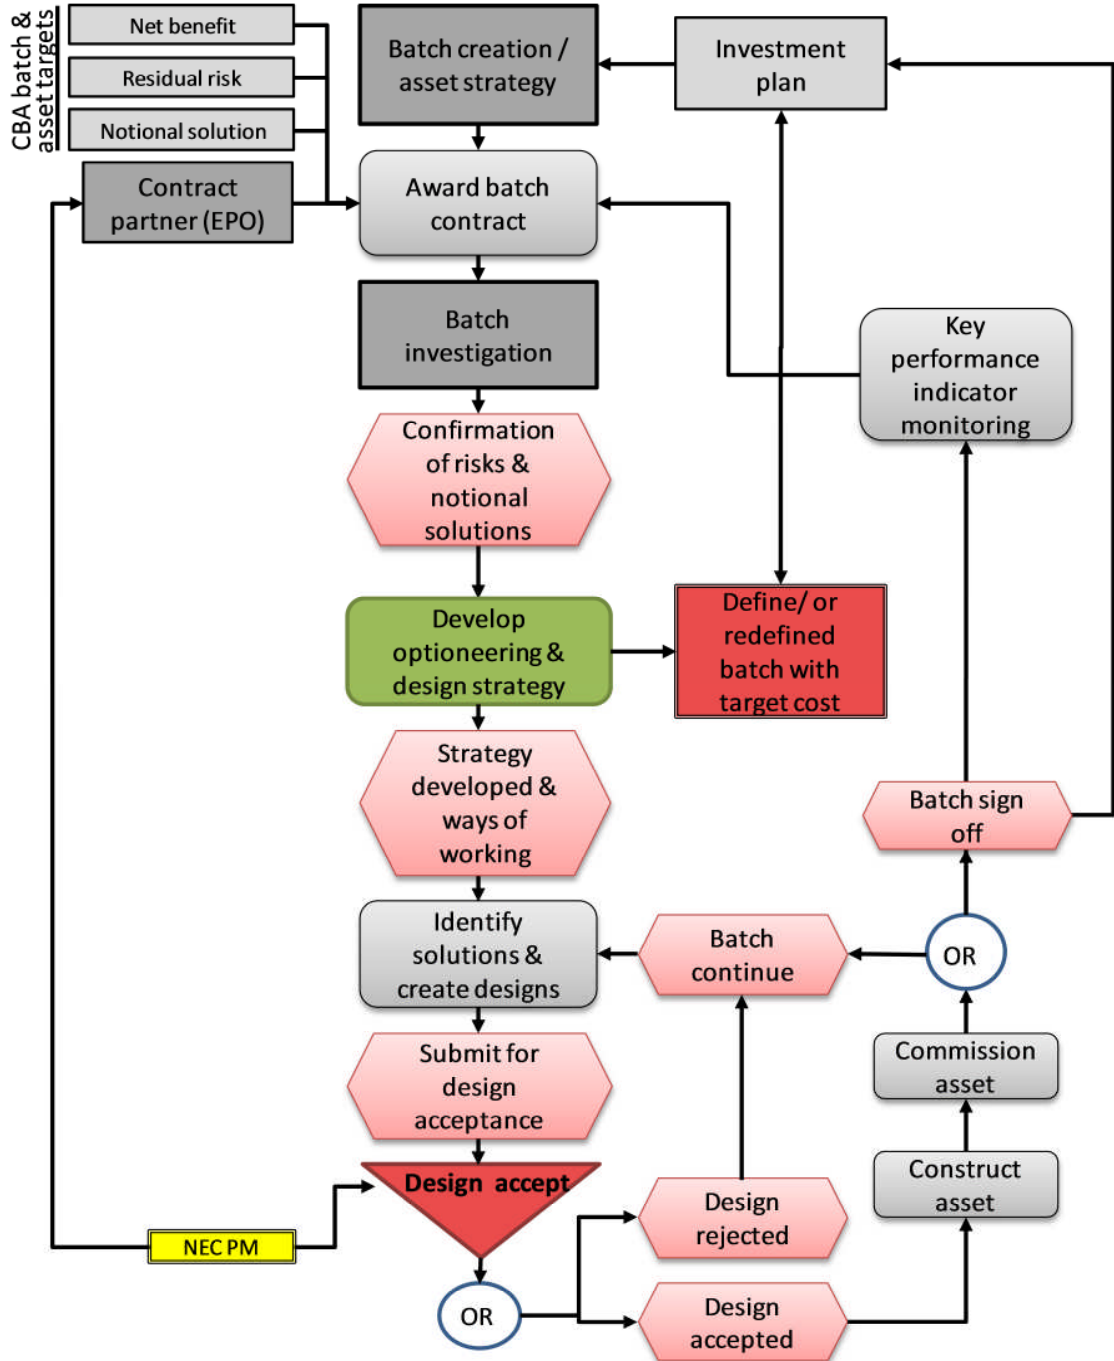 CBA batch &
asset targets
Net benefit
Residual risk
Notional solution
Contract
partner (EPO)
Batch creation /
asset strategy
Investment
plan
Award batch
contract
Batch
investigation
Key
performance
indicator
monitoring
Confirmation
of risks &
notional
solutions
Develop
optioneering &
design strategy
Define/ or
redefined
batch with
target cost
Strategy
developed &
ways of
working
Batch sign
off
Identify
solutions &
create designs
Batch
continue
OR
Submit for
design
acceptance
Commission
asset
Design accept
Construct
asset
NEC PM
Design
rejected
OR
Design
accepted